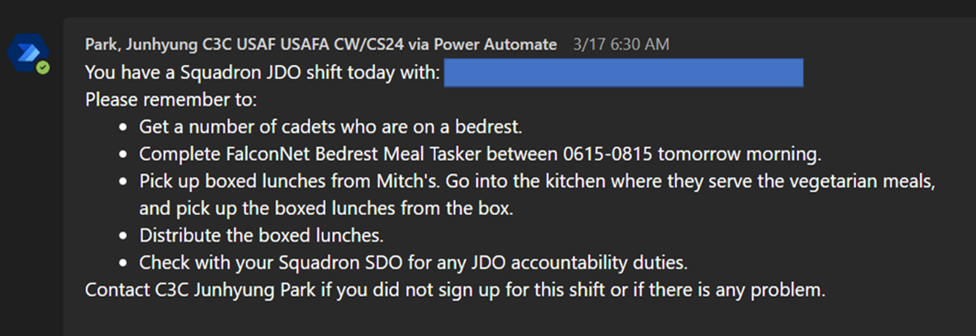 Park, Junhyung C3C USAF USAFA CW/CS24 via Power Automate 3/17 6:30 AM
You have a Squadron JDO shift today with:
Please remember to:
• Get a number of cadets who are on a bedrest.
• Complete FalconNet Bedrest Meal Tasker between 0615-0815 tomorrow morning.
• Pick up boxed lunches from Mitch's. Go into the kitchen where they serve the vegetarian meals,
and pick up the boxed lunches from the box.
• Distribute the boxed lunches.
• Check with your Squadron SDO for any JDO accountability duties.
Contact C3C Junhyung Park if you did not sign up for this shift or if there is any problem.